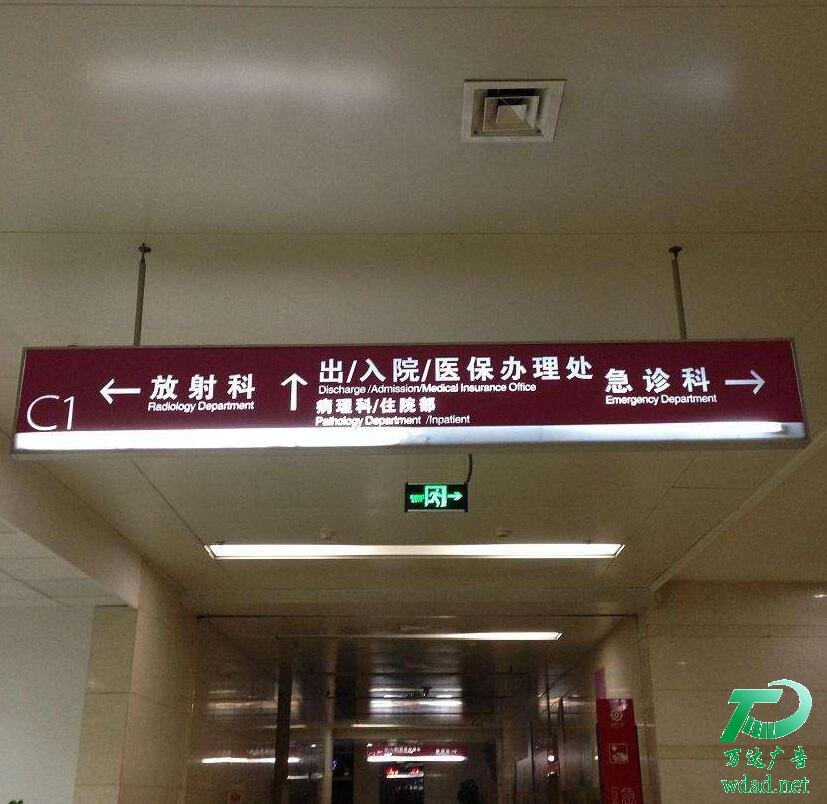 C1
← 放射科
Radiology Department
↑
出/入院/医保办理处
Discharge /Admission/Medical Insurance Office
病理科/住院部
Pathology Department /Inpatient
急诊科 →
Emergency Department
万达广告
wdad.net